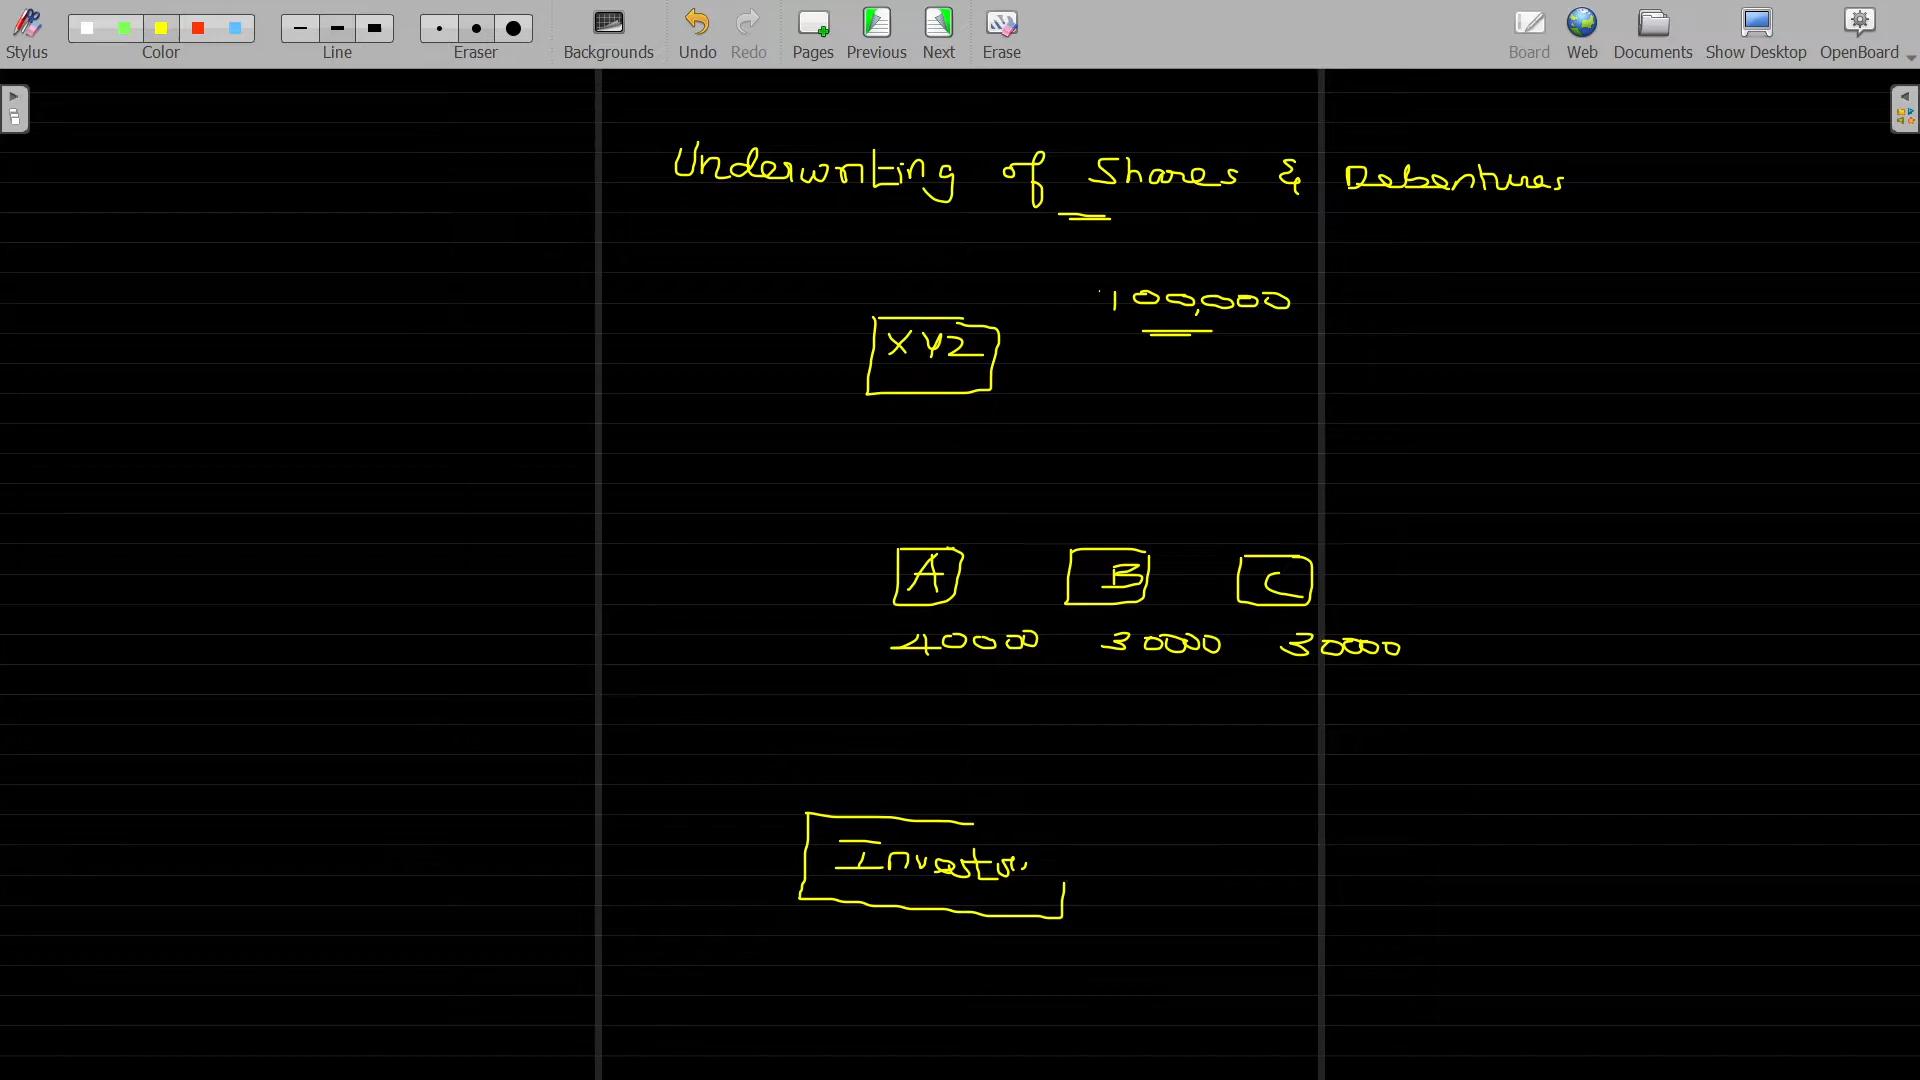 Stylus Color Line Eraser Backgrounds Undo Redo Pages Previous Next Erase Board Web Documents Show Desktop OpenBoard
Underwriting of Shares & Debentures
100,000
XYZ
A B C
40000 30000 30000
Investor